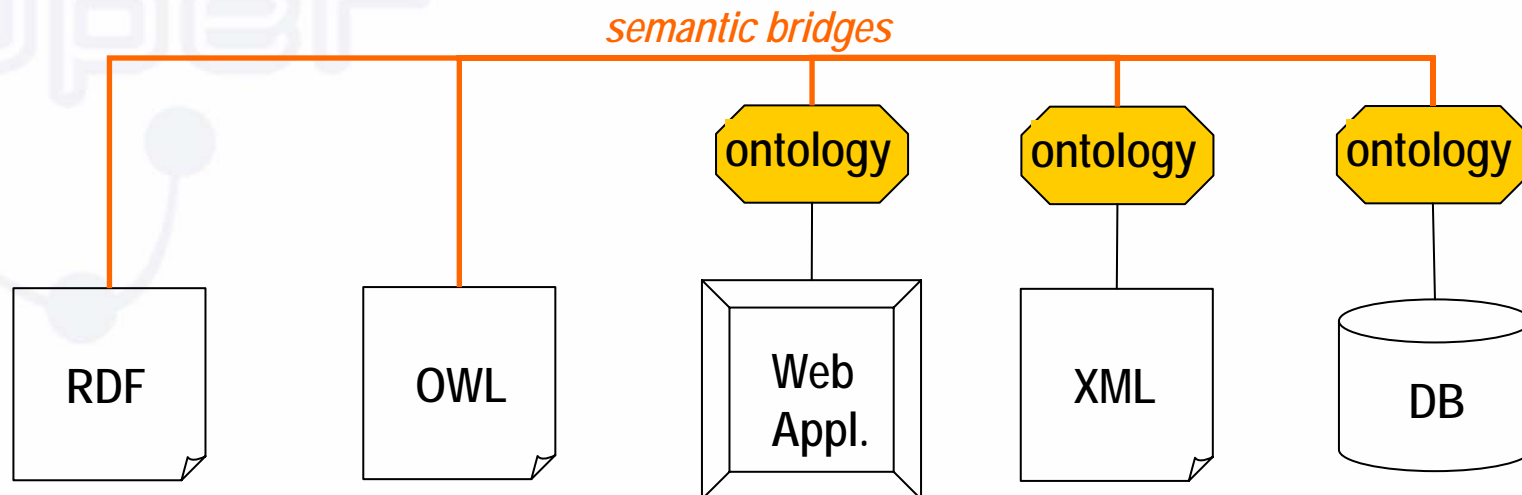 semantic bridges
ontology
ontology
ontology
RDF
OWL
Web
Appl.
XML
DB